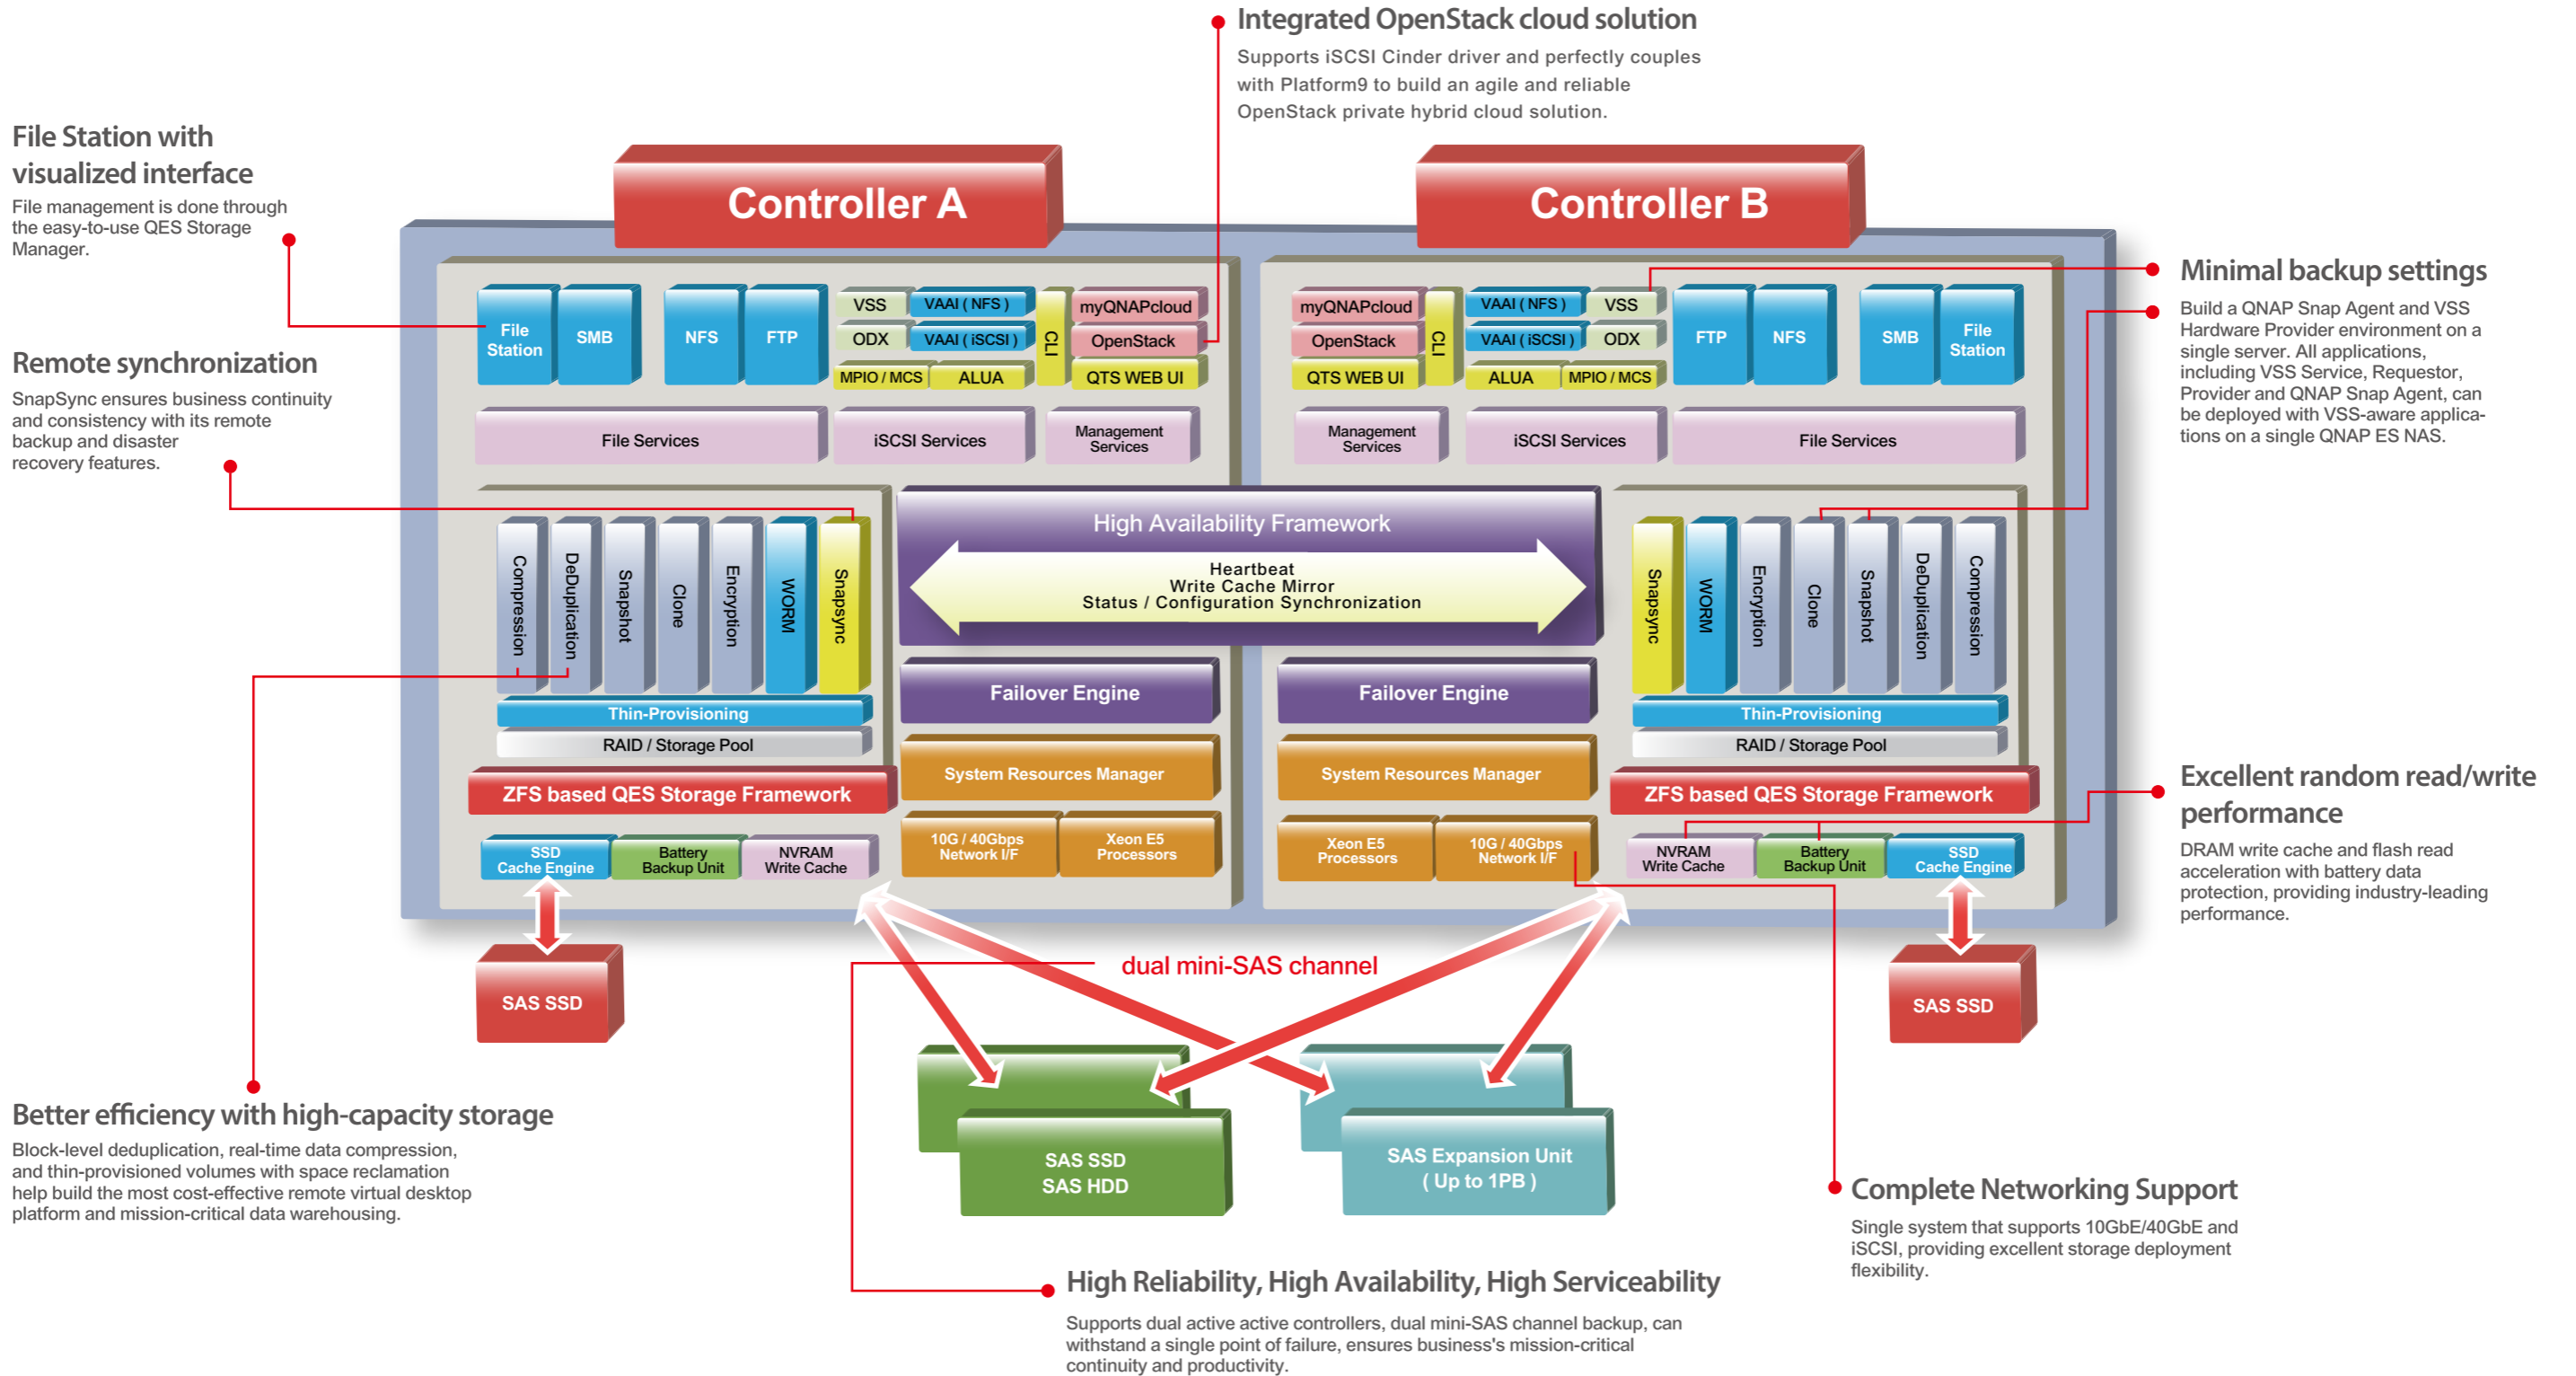 Integrated OpenStack cloud solution
Supports iSCSI Cinder driver and perfectly couples
with Platform9 to build an agile and reliable
OpenStack private hybrid cloud solution.
File Station with
visualized interface
File management is done through
the easy-to-use QES Storage
Manager.
Remote synchronization
SnapSync ensures business continuity
and consistency with its remote
backup and disaster
recovery features.
Controller A
File
Station
SMB
NFS
FTP
VSS
VAAI ( NFS )
ODX
VAAI ( iSCSI )
MPIO / MCS
ALUA
CLI
myQNAPcloud
OpenStack
QTS WEB UI
File Services
iSCSI Services
Management
Services
Compression
DeDuplication
Snapshot
Clone
Encryption
WORM
Snapsync
Thin-Provisioning
RAID / Storage Pool
ZFS based QES Storage Framework
SSD
Cache Engine
Battery
Backup Unit
NVRAM
Write Cache
High Availability Framework
Heartbeat
Write Cache Mirror
Status / Configuration Synchronization
Failover Engine
System Resources Manager
10G / 40Gbps
Network I/F
Xeon E5
Processors
Controller B
myQNAPcloud
OpenStack
QTS WEB UI
CLI
VAAI ( NFS )
VSS
VAAI ( iSCSI )
ODX
ALUA
MPIO / MCS
FTP
NFS
SMB
File
Station
Management
Services
iSCSI Services
File Services
Failover Engine
System Resources Manager
Xeon E5
Processors
10G / 40Gbps
Network I/F
Snapsync
WORM
Encryption
Clone
Snapshot
DeDuplication
Compression
Thin-Provisioning
RAID / Storage Pool
ZFS based QES Storage Framework
NVRAM
Write Cache
Battery
Backup Unit
SSD
Cache Engine
Minimal backup settings
Build a QNAP Snap Agent and VSS
Hardware Provider environment on a
single server. All applications,
including VSS Service, Requestor,
Provider and QNAP Snap Agent, can
be deployed with VSS-aware applica-
tions on a single QNAP ES NAS.
Excellent random read/write
performance
DRAM write cache and flash read
acceleration with battery data
protection, providing industry-leading
performance.
SAS SSD
dual mini-SAS channel
SAS SSD
SAS SSD
SAS HDD
SAS Expansion Unit
( Up to 1PB )
Better efficiency with high-capacity storage
Block-level deduplication, real-time data compression,
and thin-provisioned volumes with space reclamation
help build the most cost-effective remote virtual desktop
platform and mission-critical data warehousing.
Complete Networking Support
Single system that supports 10GbE/40GbE and
iSCSI, providing excellent storage deployment
flexibility.
High Reliability, High Availability, High Serviceability
Supports dual active active controllers, dual mini-SAS channel backup, can
withstand a single point of failure, ensures business's mission-critical
continuity and productivity.